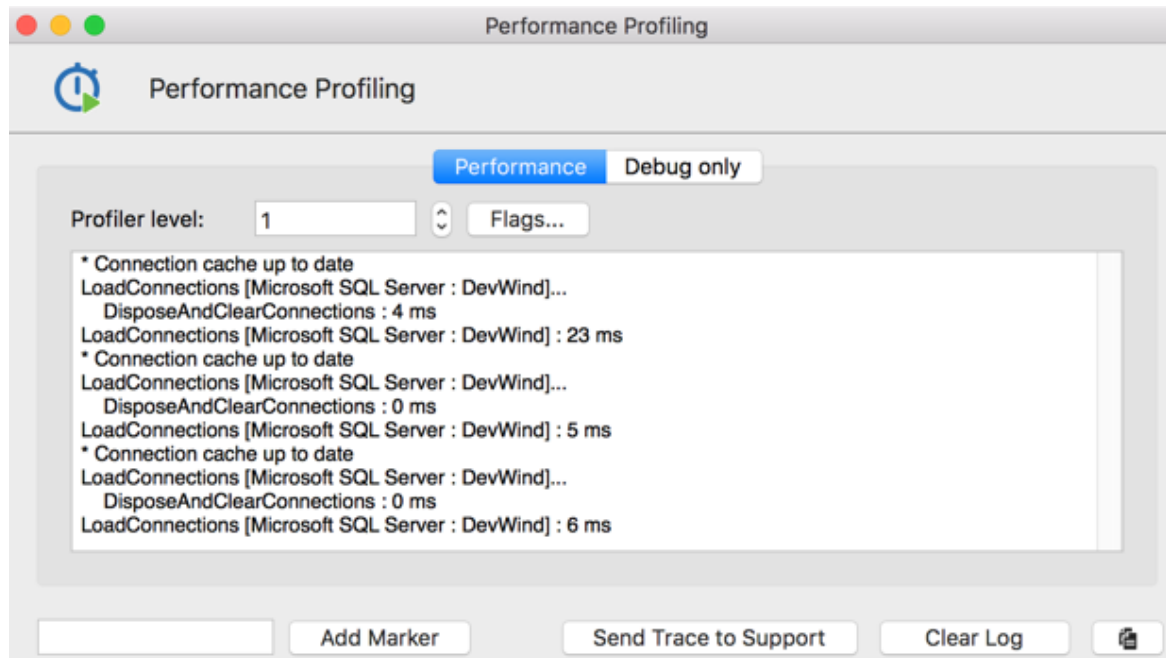 Performance Profiling
Performance Profiling
Performance Debug only
Profiler level: 1 Flags...
* Connection cache up to date
LoadConnections [Microsoft SQL Server : DevWind]...
DisposeAndClearConnections : 4 ms
LoadConnections [Microsoft SQL Server : DevWind] : 23 ms
* Connection cache up to date
LoadConnections [Microsoft SQL Server : DevWind]...
DisposeAndClearConnections : 0 ms
LoadConnections [Microsoft SQL Server : DevWind] : 5 ms
* Connection cache up to date
LoadConnections [Microsoft SQL Server : DevWind]...
DisposeAndClearConnections : 0 ms
LoadConnections [Microsoft SQL Server : DevWind] : 6 ms
Add Marker Send Trace to Support Clear Log